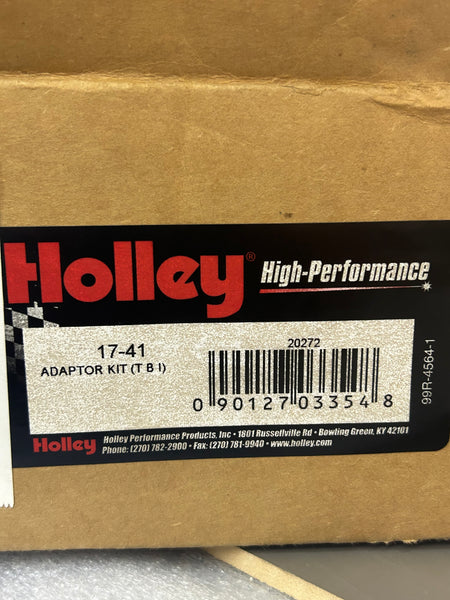 Holley® High-Performance
17-41
ADAPTOR KIT (T B I)
20272
0 90127 03354 8
99R-4564-1
Holley
Holley Performance Products, Inc • 1801 Russellville Rd • Bowling Green, KY 42101
Phone: (270) 782-2900 • Fax: (270) 781-9940 • www.holley.com